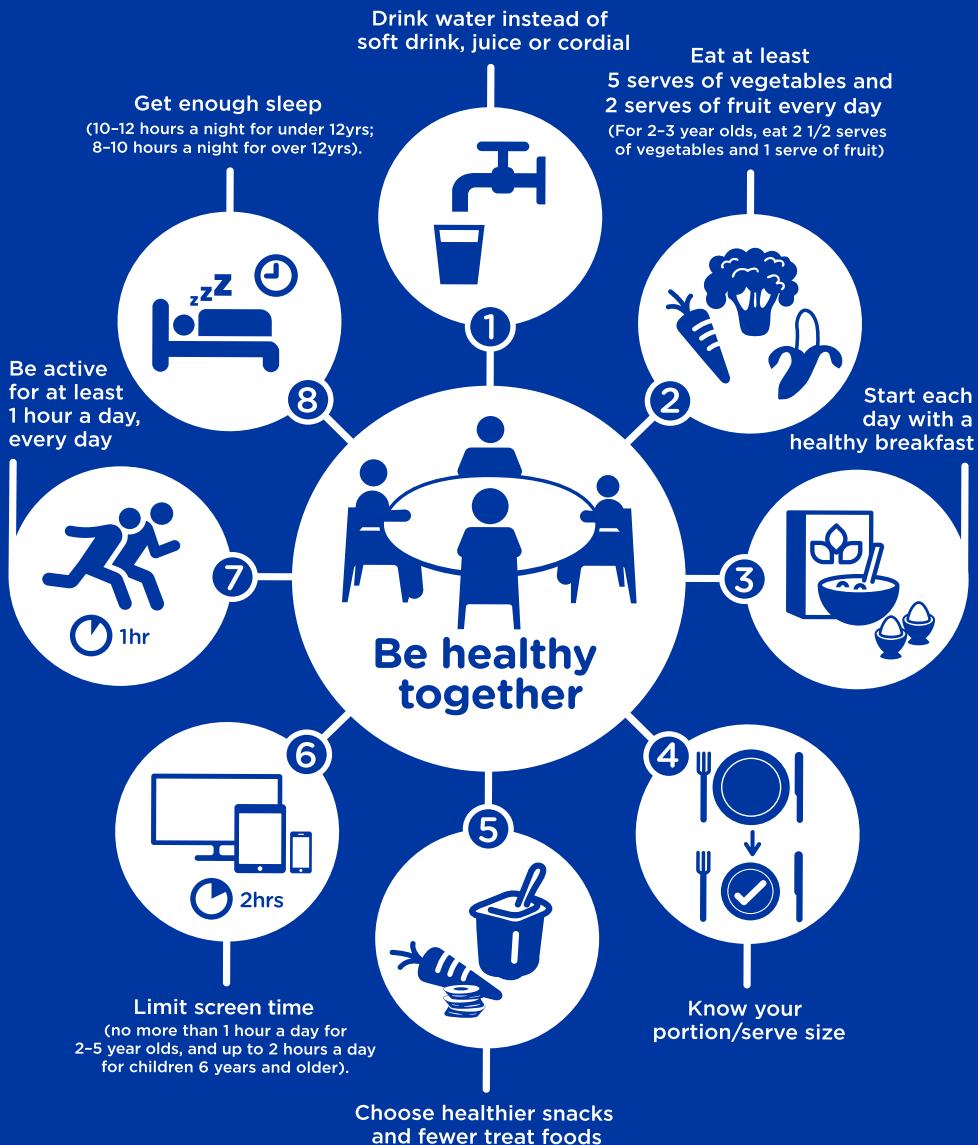 Drink water instead of
soft drink, juice or cordial
1
Eat at least
5 serves of vegetables and
2 serves of fruit every day
(For 2–3 year olds, eat 2 1/2 serves
of vegetables and 1 serve of fruit)
2
Start each
day with a
healthy breakfast
3
4
Know your
portion/serve size
5
Choose healthier snacks
and fewer treat foods
6
2hrs
Limit screen time
(no more than 1 hour a day for
2–5 year olds, and up to 2 hours a day
for children 6 years and older).
Be active
for at least
1 hour a day,
every day
7
1hr
Get enough sleep
(10–12 hours a night for under 12yrs;
8–10 hours a night for over 12yrs).
zzZ
8
Be healthy
together